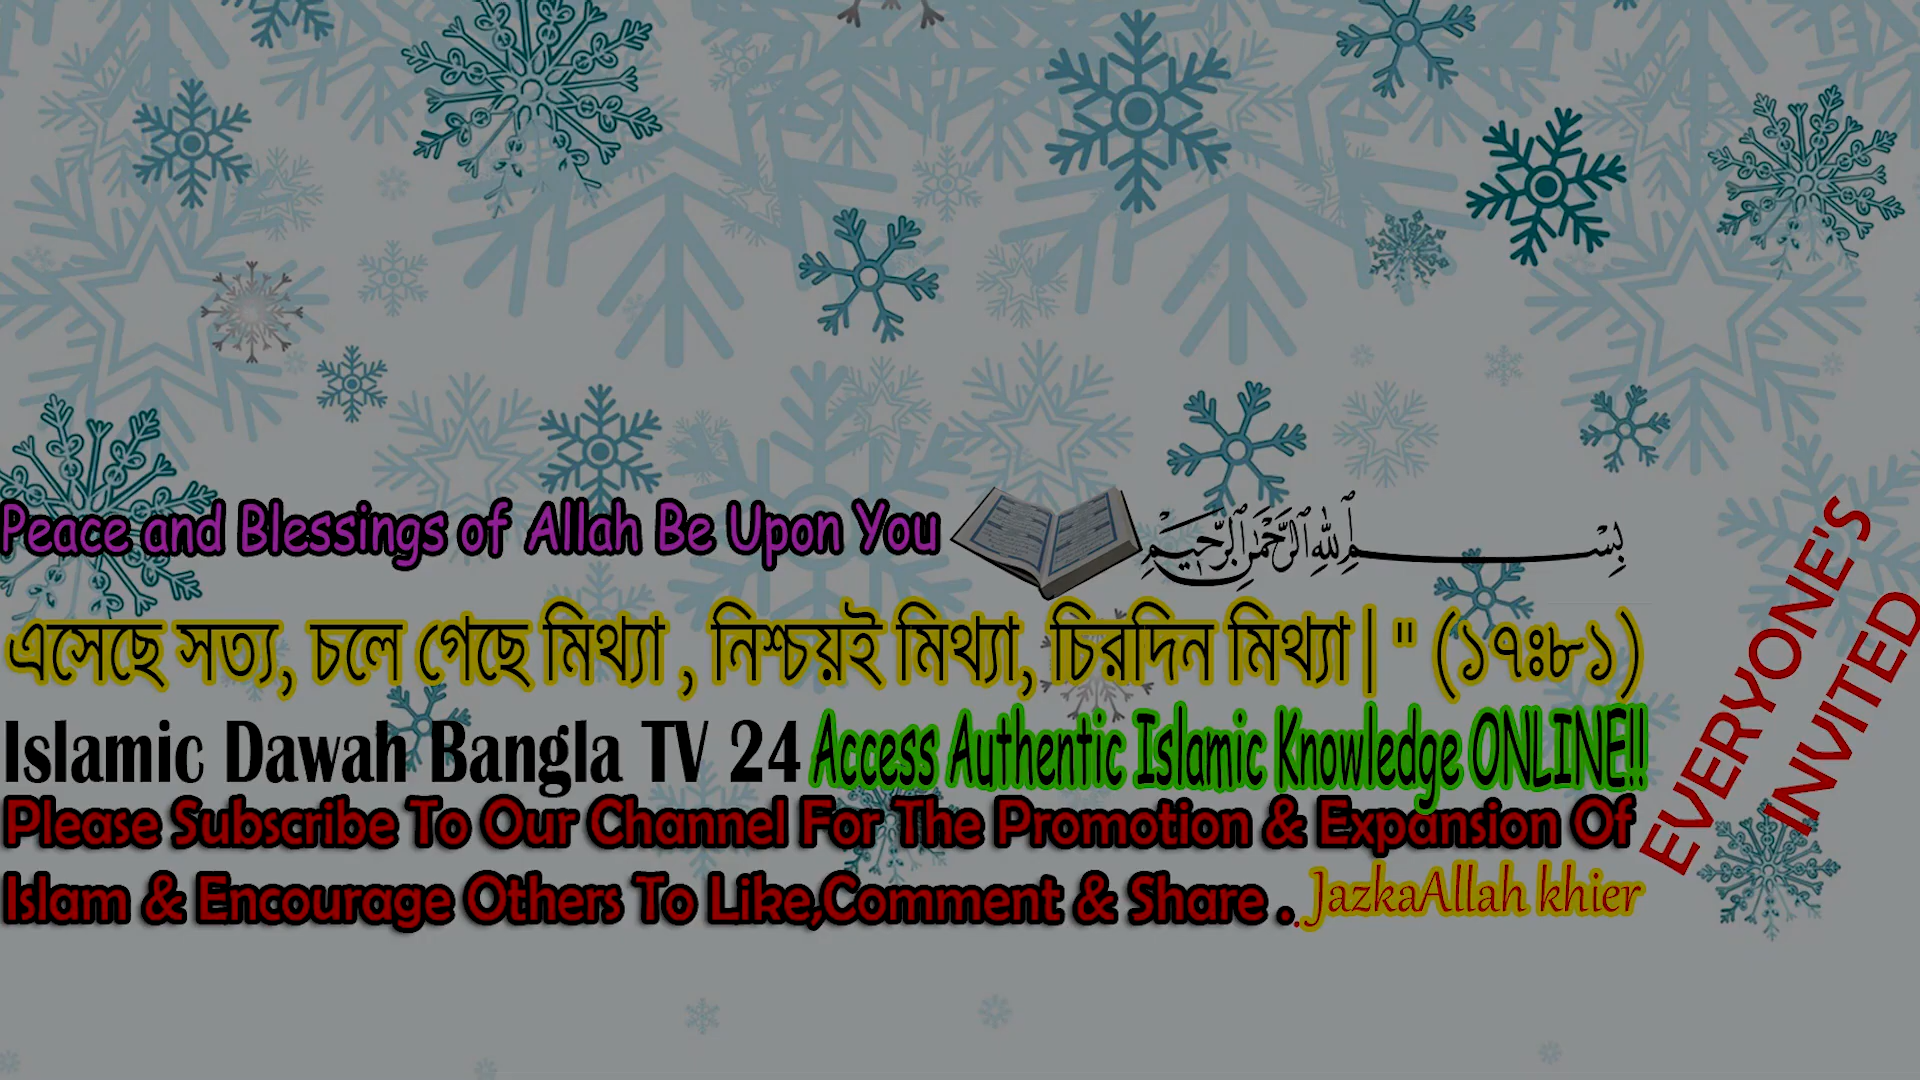 Peace and Blessings of Allah Be Upon You
بِسْمِ اللهِ الرَّحْمٰنِ الرَّحِيْمِ
এসেছে সত্য, চলে গেছে মিথ্যা , নিশ্চয়ই মিথ্যা, চিরদিন মিথ্যা| " (১৭ঃ৮১)
Islamic Dawah Bangla TV 24 Access Authentic Islamic Knowledge ONLINE!!
Please Subscribe To Our Channel For The Promotion & Expansion Of
Islam & Encourage Others To Like,Comment & Share .. JazkaAllah khier
EVERYONE'S
INVITED